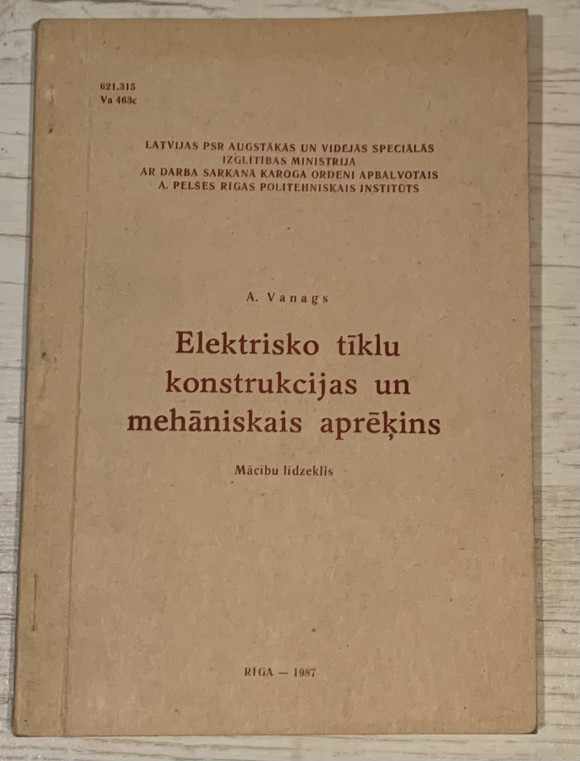 621.315
Va 463c
LATVIJAS PSR AUGSTĀKĀS UN VIDĒJĀS SPECIĀLĀS
IZGLĪTĪBAS MINISTRIJA
AR DARBA SARKANĀ KAROGA ORDENI APBALVOTAIS
A. PELŠES RĪGAS POLITEHNISKAIS INSTITŪTS
A. Vanags
Elektrisko tīklu
konstrukcijas un
mehāniskais aprēķins
Mācību līdzeklis
RĪGA — 1987